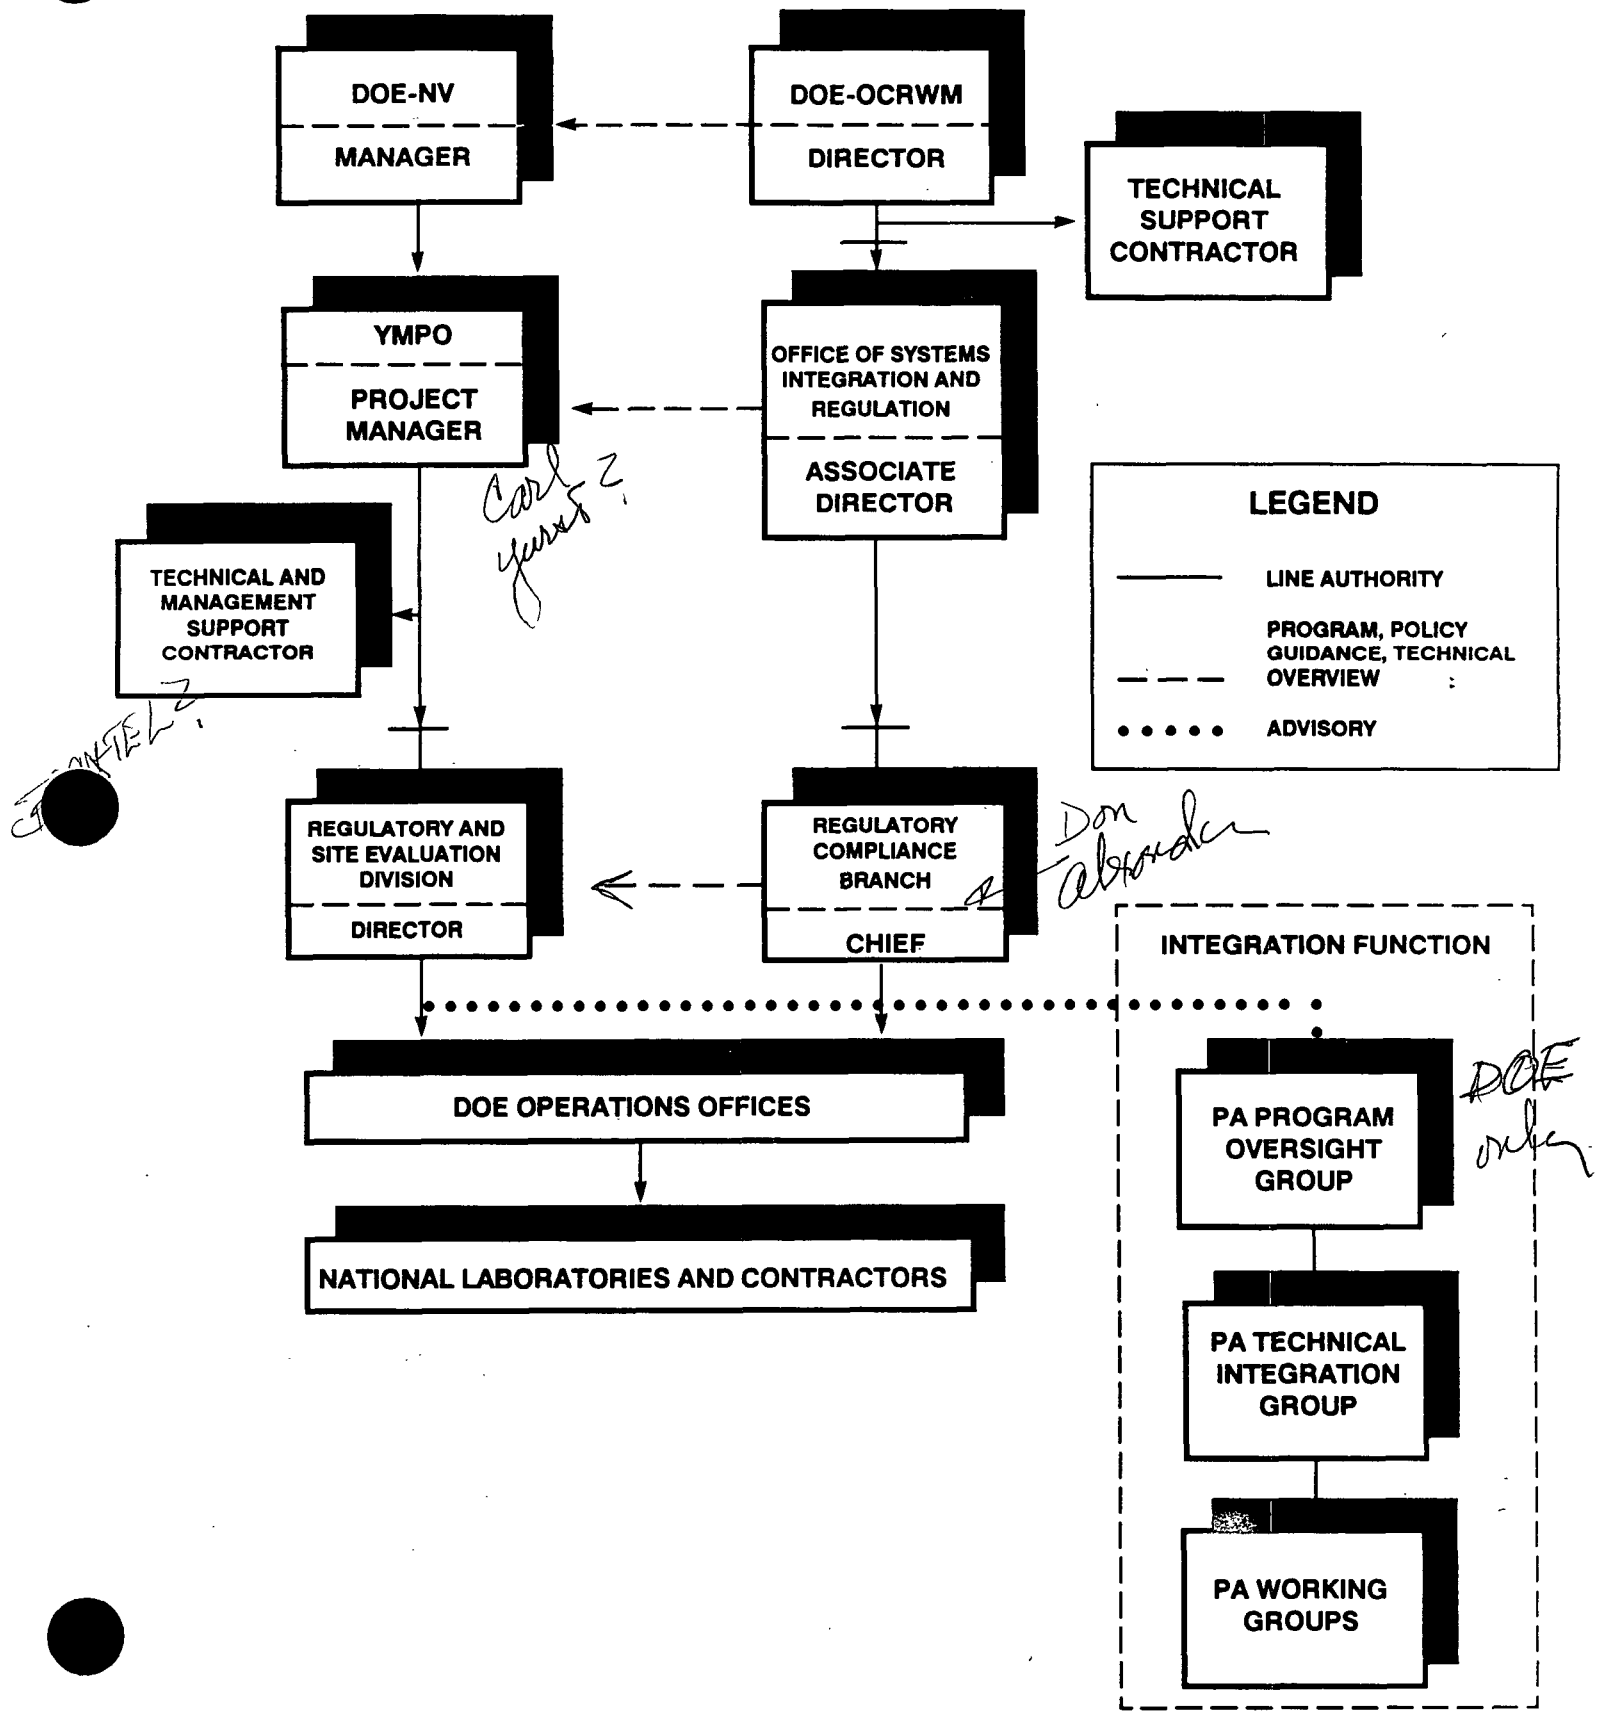 DOE-NV
MANAGER
DOE-OCRWM
DIRECTOR
TECHNICAL
SUPPORT
CONTRACTOR
YMPO
PROJECT
MANAGER
OFFICE OF SYSTEMS
INTEGRATION AND
REGULATION
ASSOCIATE
DIRECTOR
Carl
?
LEGEND
LINE AUTHORITY
PROGRAM, POLICY
GUIDANCE, TECHNICAL
OVERVIEW
ADVISORY
TECHNICAL AND
MANAGEMENT
SUPPORT
CONTRACTOR
REGULATORY AND
SITE EVALUATION
DIVISION
DIRECTOR
REGULATORY
COMPLIANCE
BRANCH
CHIEF
Don
INTEGRATION FUNCTION
DOE OPERATIONS OFFICES
NATIONAL LABORATORIES AND CONTRACTORS
PA PROGRAM
OVERSIGHT
GROUP
DOE
only
PA TECHNICAL
INTEGRATION
GROUP
PA WORKING
GROUPS